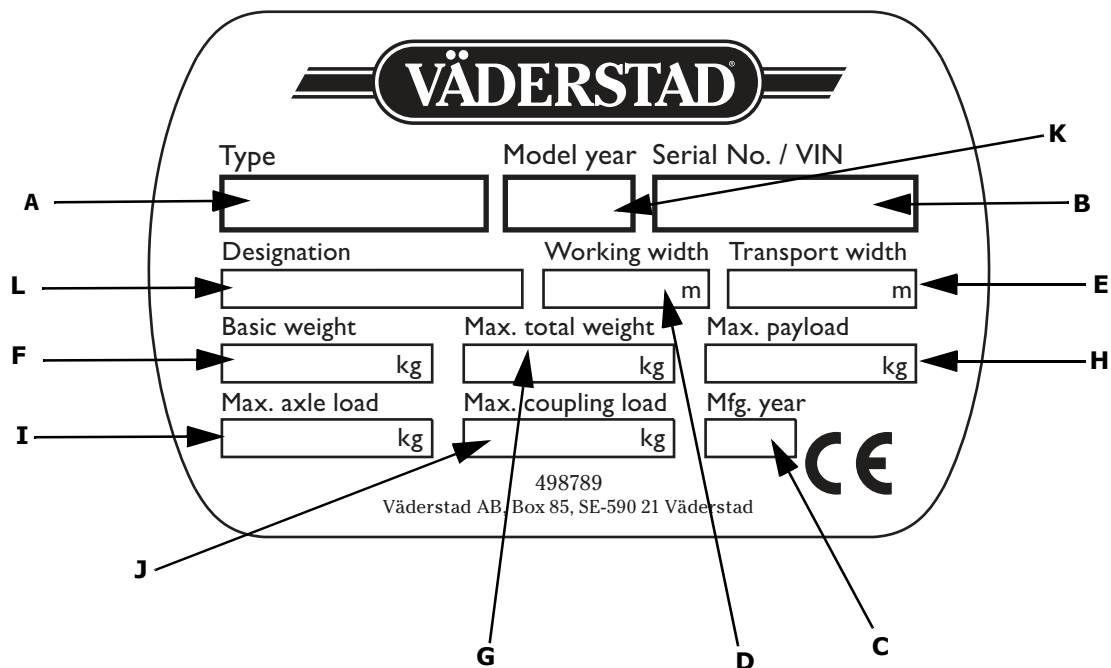 VÄDERSTAD®
K
Type Model year Serial No. / VIN
A B
Designation Working width Transport width
L m m E
Basic weight Max. total weight Max. payload
F kg kg kg H
Max. axle load Max. coupling load Mfg. year
I kg kg CE
498789
Väderstad AB, Box 85, SE-590 21 Väderstad
J
G D C